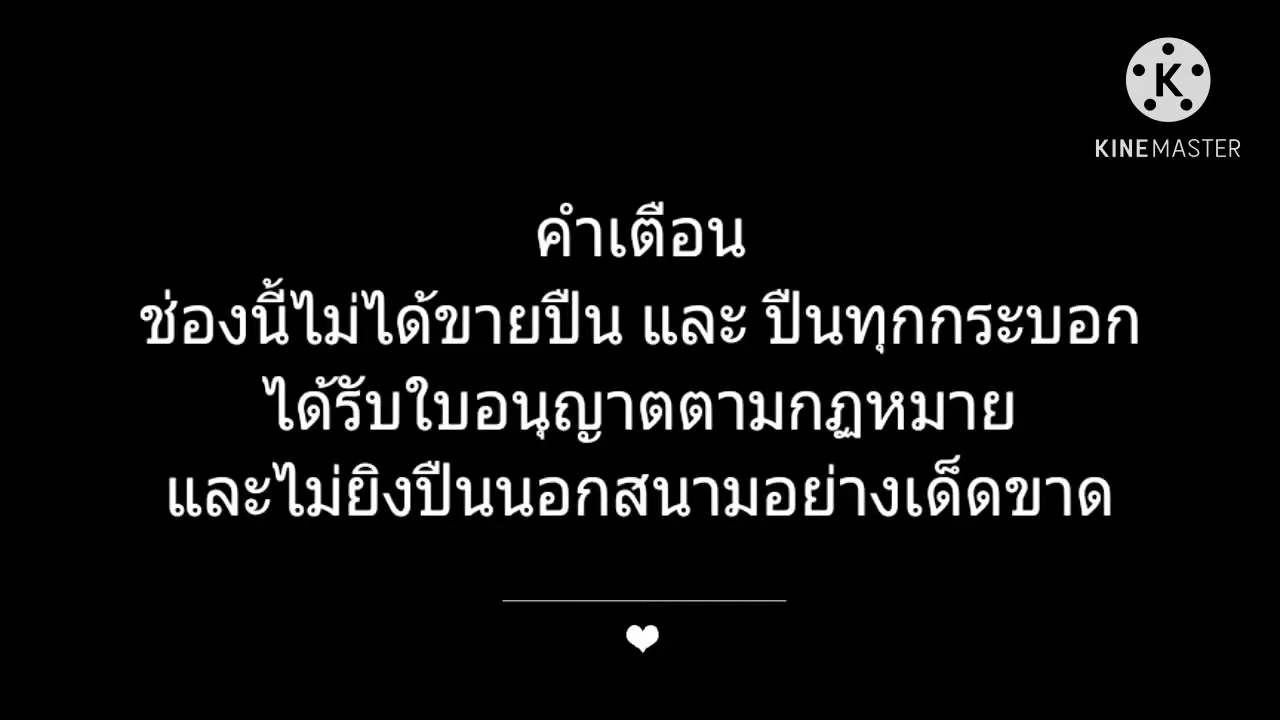 K
KINEMASTER
คำเตือน
ช่องนี้ไม่ได้ขายปืน และ ปืนทุกกระบอก
ได้รับใบอนุญาตตามกฎหมาย
และไม่ยิงปืนนอกสนามอย่างเด็ดขาด